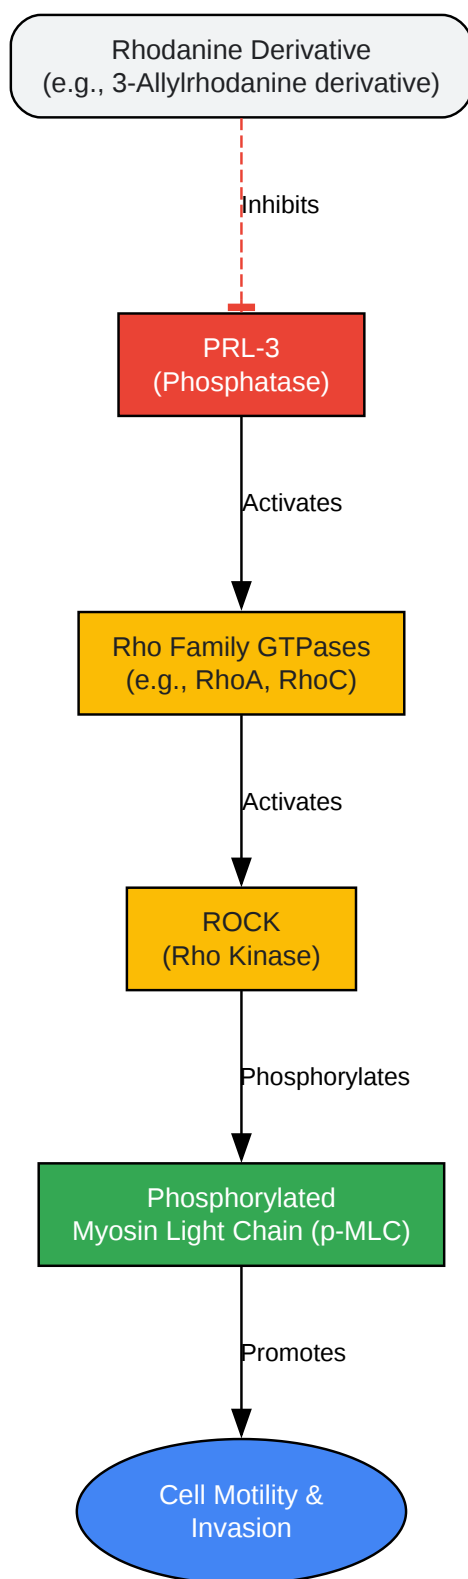 Rhodanine Derivative
(e.g., 3-Allylrhodanine derivative)
Inhibits
PRL-3
(Phosphatase)
Activates
Rho Family GTPases
(e.g., RhoA, RhoC)
Activates
ROCK
(Rho Kinase)
Phosphorylates
Phosphorylated
Myosin Light Chain (p-MLC)
Promotes
Cell Motility &
Invasion